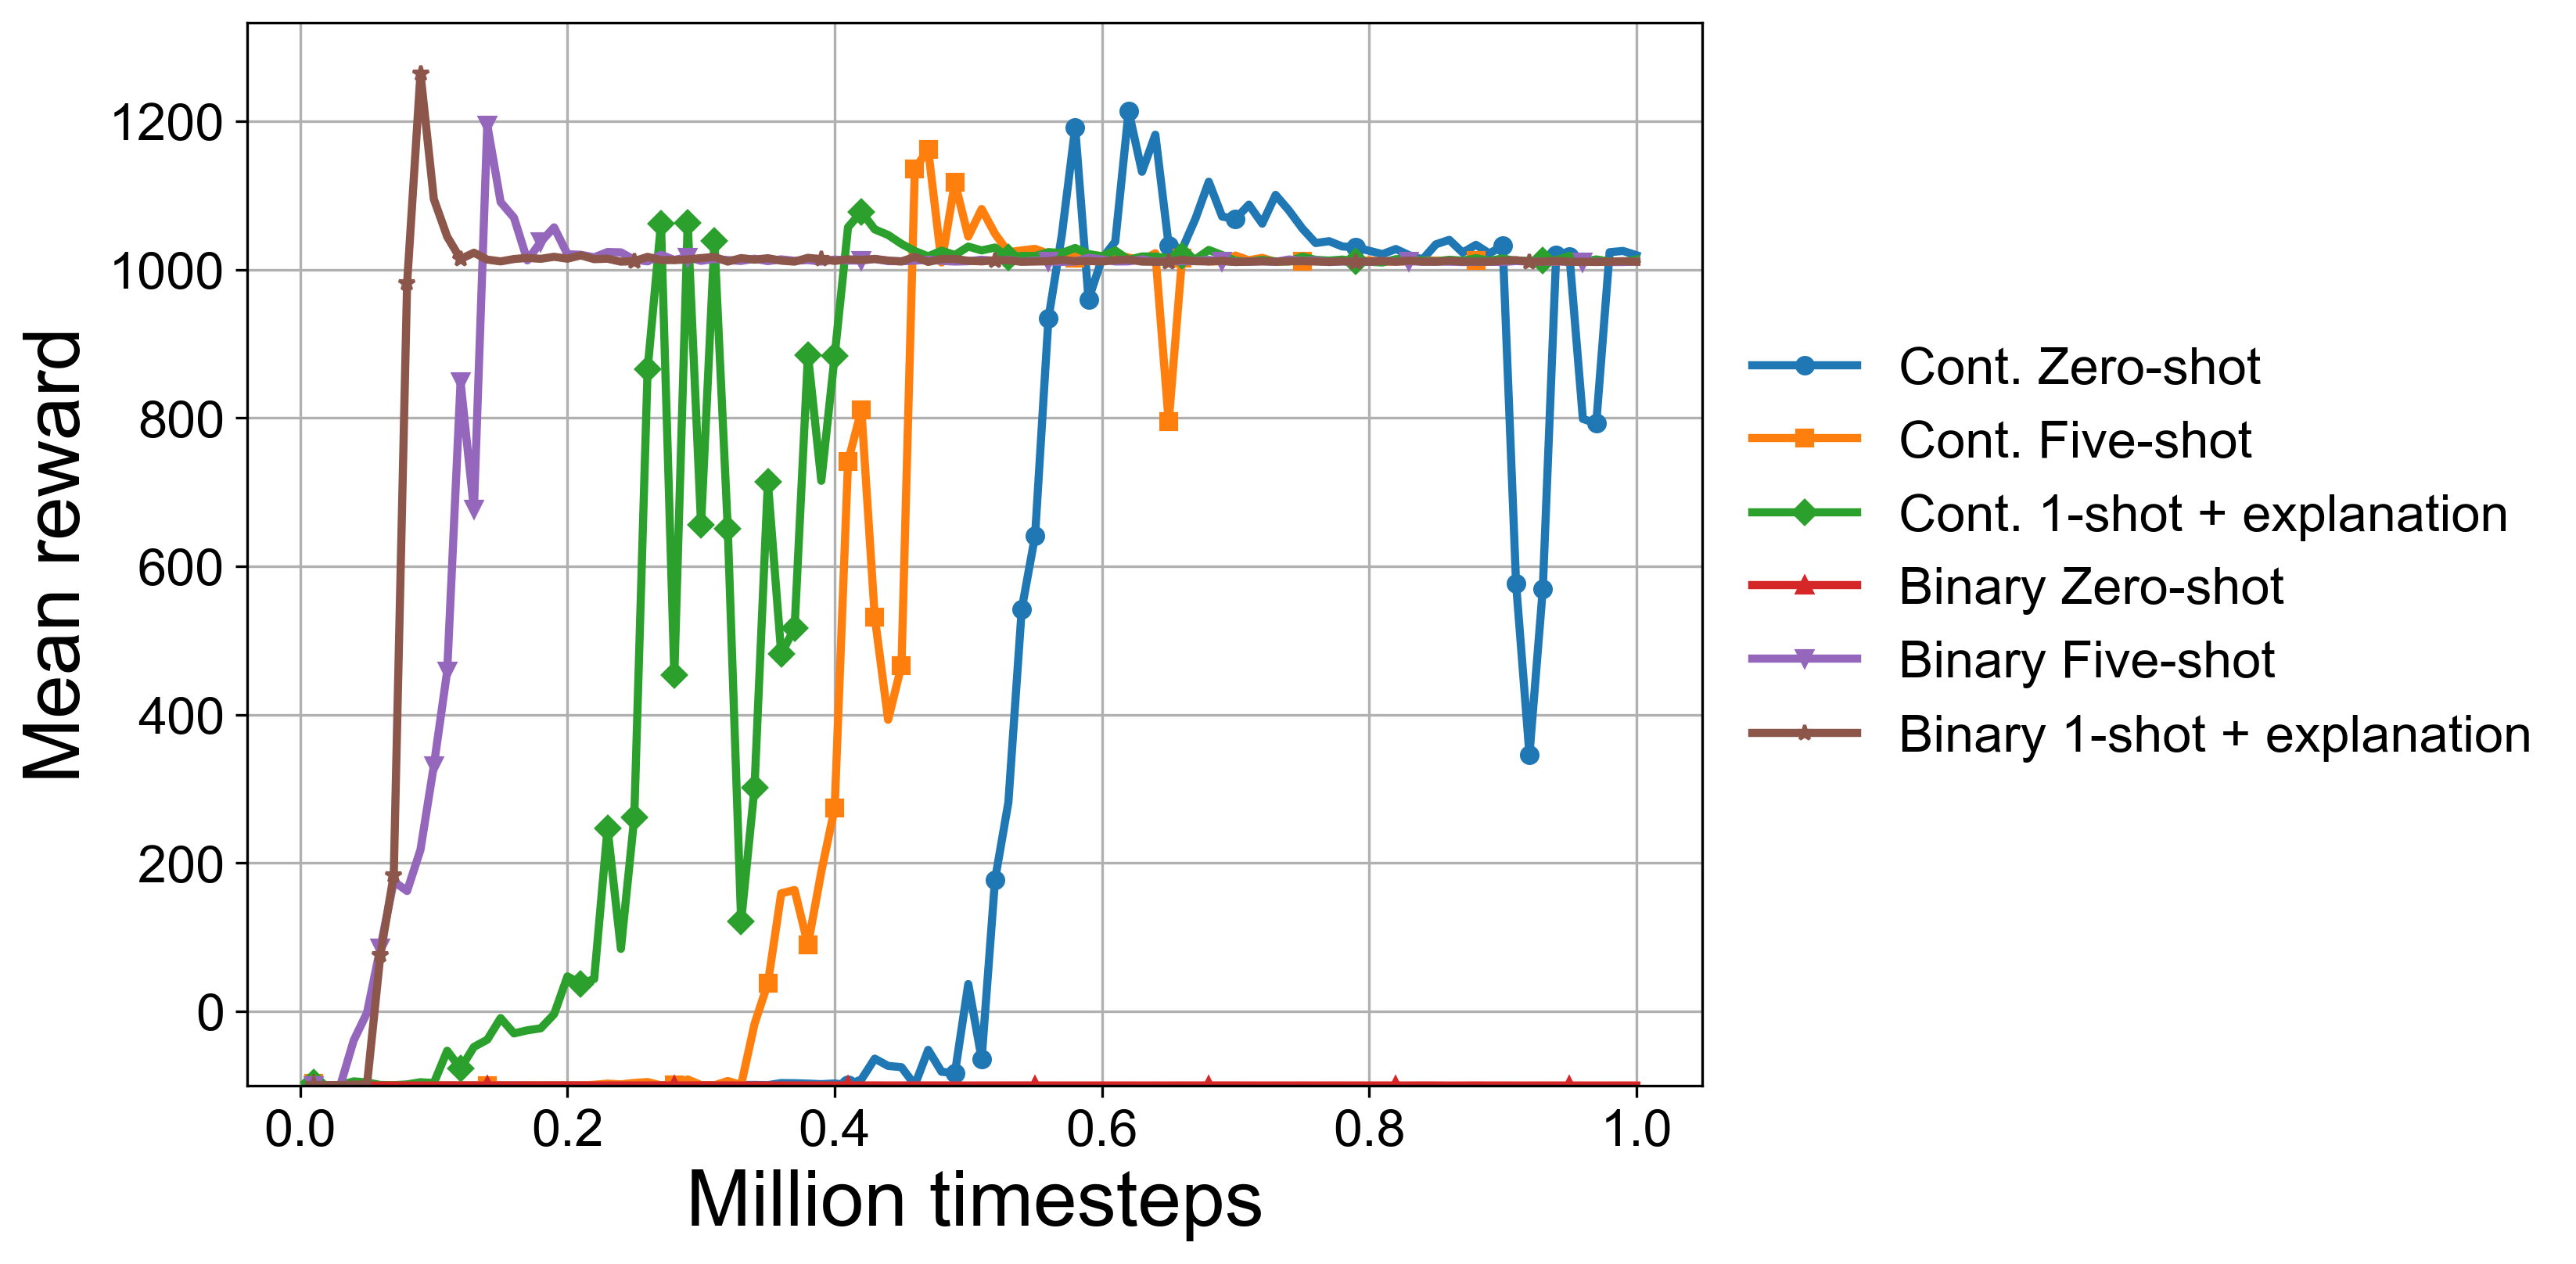 Mean reward
1200
1000
800
600
400
200
0
0.0 0.2 0.4 0.6 0.8 1.0
Million timesteps
Cont. Zero-shot
Cont. Five-shot
Cont. 1-shot + explanation
Binary Zero-shot
Binary Five-shot
Binary 1-shot + explanation